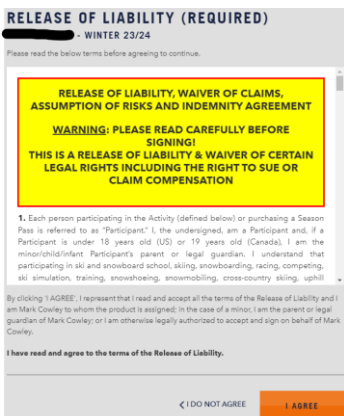 RELEASE OF LIABILITY (REQUIRED)
- WINTER 23/24
Please read the below terms before agreeing to continue.
RELEASE OF LIABILITY, WAIVER OF CLAIMS,
ASSUMPTION OF RISKS AND INDEMNITY AGREEMENT
WARNING: PLEASE READ CAREFULLY BEFORE
SIGNING!
THIS IS A RELEASE OF LIABILITY & WAIVER OF CERTAIN
LEGAL RIGHTS INCLUDING THE RIGHT TO SUE OR
CLAIM COMPENSATION
1. Each person participating in the Activity (defined below) or purchasing a Season
Pass is referred to as "Participant." I, the undersigned, am a Participant and, if a
Participant is under 18 years old (US) or 19 years old (Canada), I am the
minor/child/infant Participant's parent or legal guardian. I understand that
participating in ski and snowboard school, skiing, snowboarding, racing, competing,
ski simulation, training, snowshoeing, snowmobiling, cross-country skiing, uphill
By clicking 'I AGREE', I represent that I read and accept all the terms of the Release of Liability and I
am Mark Cowley to whom the product is assigned; in the case of a minor, I am the parent or legal
guardian of Mark Cowley; or I am otherwise legally authorized to accept and sign on behalf of Mark
Cowley.
I have read and agree to the terms of the Release of Liability.
I DO NOT AGREE
I AGREE